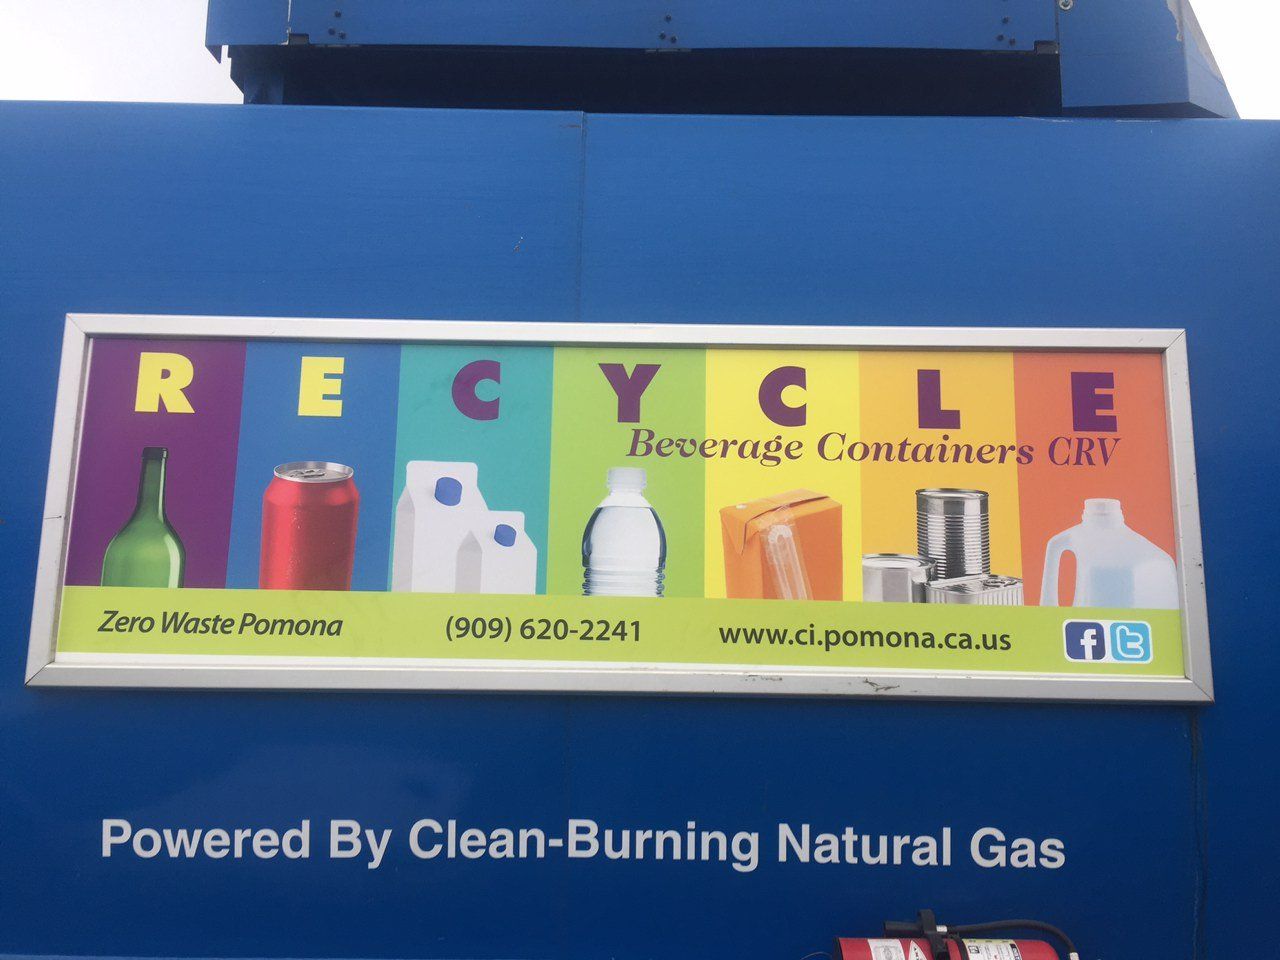 RECYCLE
Beverage Containers CRV
Zero Waste Pomona (909) 620-2241 www.ci.pomona.ca.us f t
Powered By Clean-Burning Natural Gas